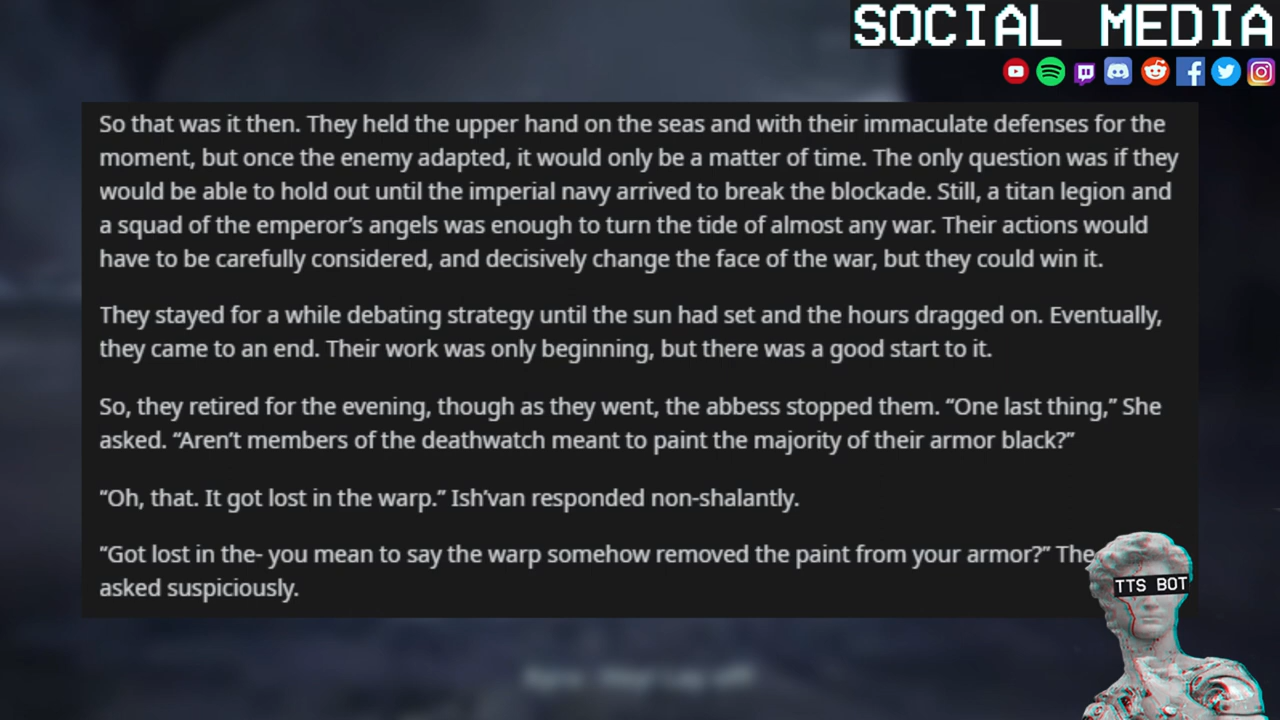 SOCIAL MEDIA
So that was it then. They held the upper hand on the seas and with their immaculate defenses for the
moment, but once the enemy adapted, it would only be a matter of time. The only question was if they
would be able to hold out until the imperial navy arrived to break the blockade. Still, a titan legion and
a squad of the emperor’s angels was enough to turn the tide of almost any war. Their actions would
have to be carefully considered, and decisively change the face of the war, but they could win it.
They stayed for a while debating strategy until the sun had set and the hours dragged on. Eventually,
they came to an end. Their work was only beginning, but there was a good start to it.
So, they retired for the evening, though as they went, the abbess stopped them. “One last thing,” She
asked. “Aren’t members of the deathwatch meant to paint the majority of their armor black?”
“Oh, that. It got lost in the warp.” Ish’van responded non-shalantly.
“Got lost in the- you mean to say the warp somehow removed the paint from your armor?” The
asked suspiciously.
TTS BOT